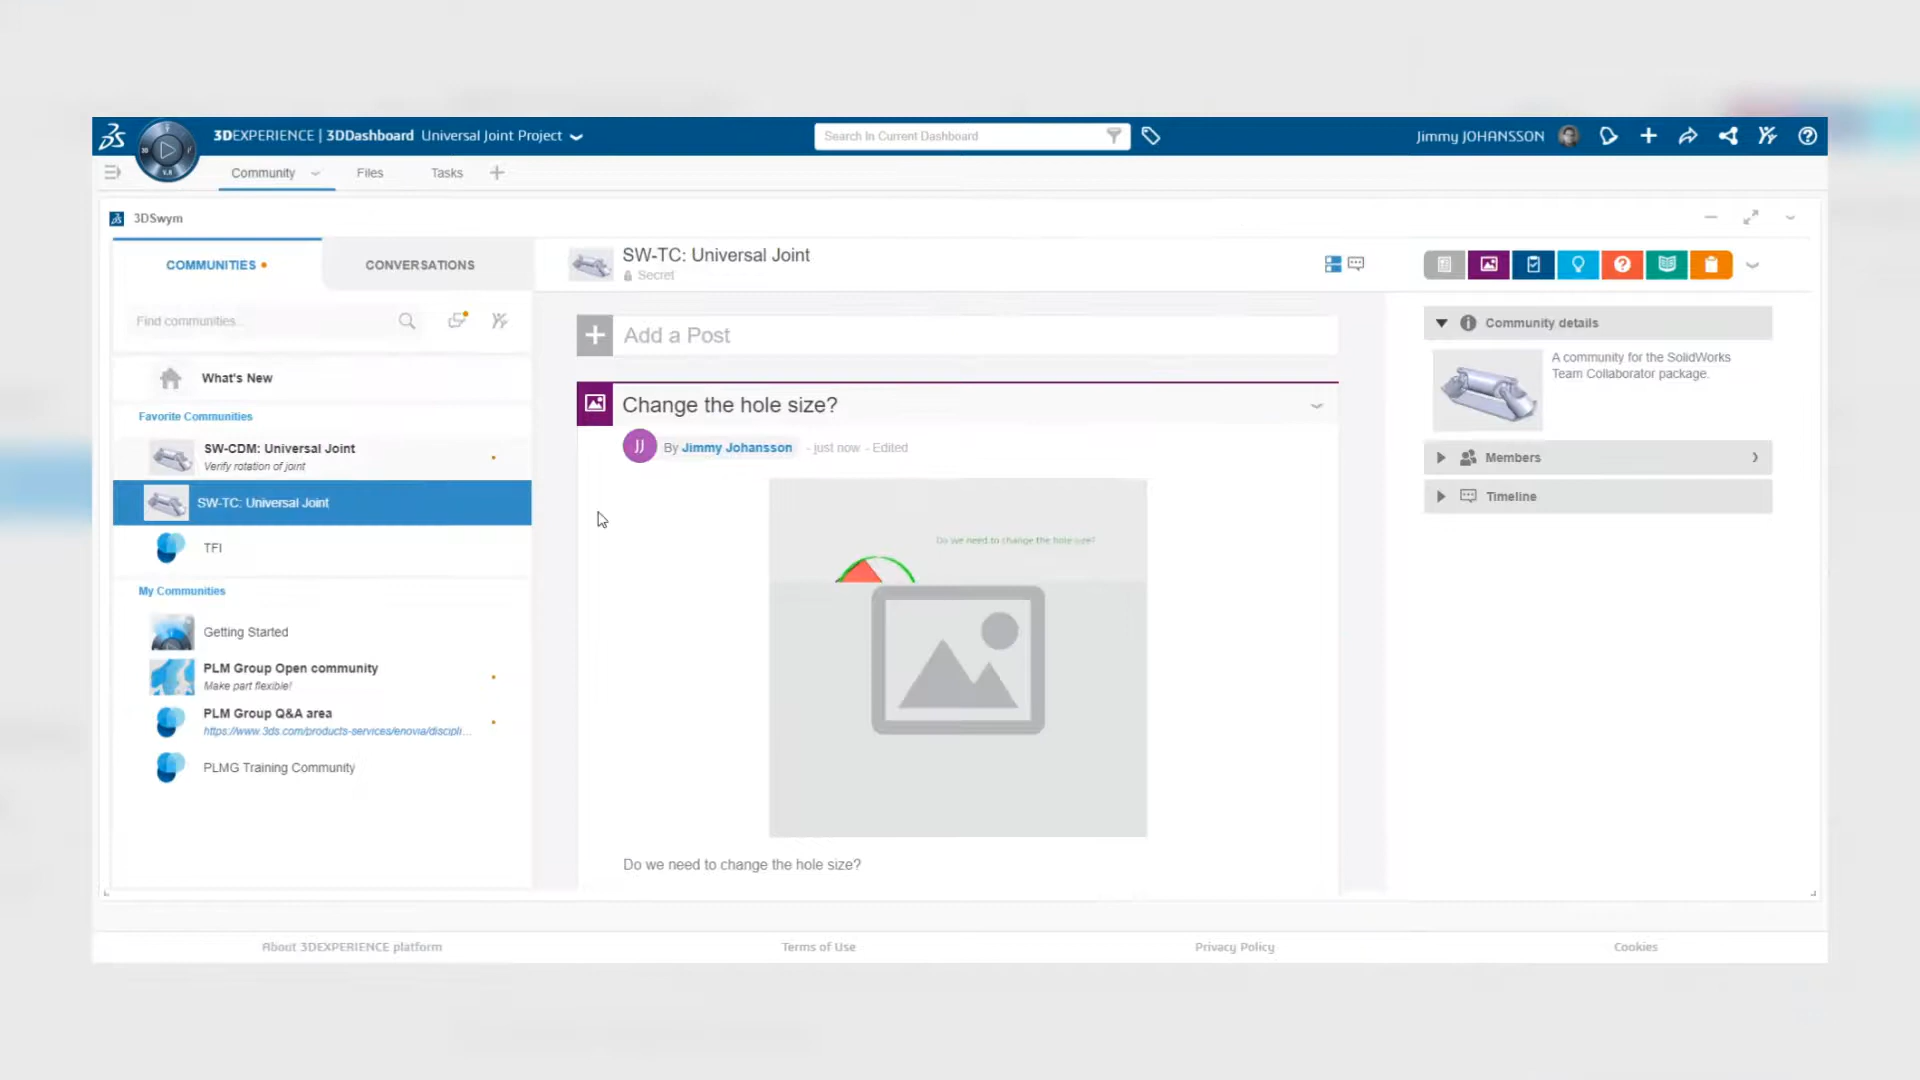 3DEXPERIENCE | 3DDashboard Universal Joint Project
Search In Current Dashboard
Jimmy JOHANSSON
Community
Files
Tasks
3DSwym
COMMUNITIES
CONVERSATIONS
Find communities...
What's New
Favorite Communities
SW-CDM: Universal Joint
Verify rotation of joint
SW-TC: Universal Joint
TFI
My Communities
Getting Started
PLM Group Open community
Make part flexible!
PLM Group Q&A area
https://www.3ds.com/products-services/enovia/discipli...
PLMG Training Community
SW-TC: Universal Joint
Secret
Add a Post
Change the hole size?
JJ
By Jimmy Johansson - just now - Edited
Do we need to change the hole size?
Do we need to change the hole size?
Community details
A community for the SolidWorks
Team Collaborator package.
Members
Timeline
About 3DEXPERIENCE platform
Terms of Use
Privacy Policy
Cookies